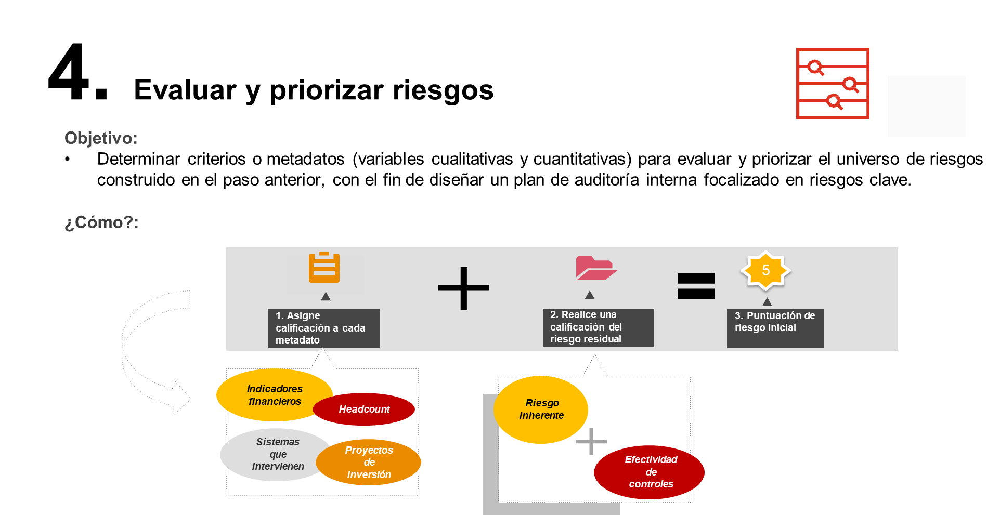 4. Evaluar y priorizar riesgos
Objetivo:
• Determinar criterios o metadatos (variables cualitativas y cuantitativas) para evaluar y priorizar el universo de riesgos
construido en el paso anterior, con el fin de diseñar un plan de auditoría interna focalizado en riesgos clave.
¿Cómo?:
5
1. Asigne
calificación a cada
metadato
2. Realice una
calificación del
riesgo residual
3. Puntuación de
riesgo Inicial
Indicadores
financieros
Headcount
Sistemas
que
intervienen
Proyectos
de
inversión
Riesgo
inherente
Efectividad
de
controles